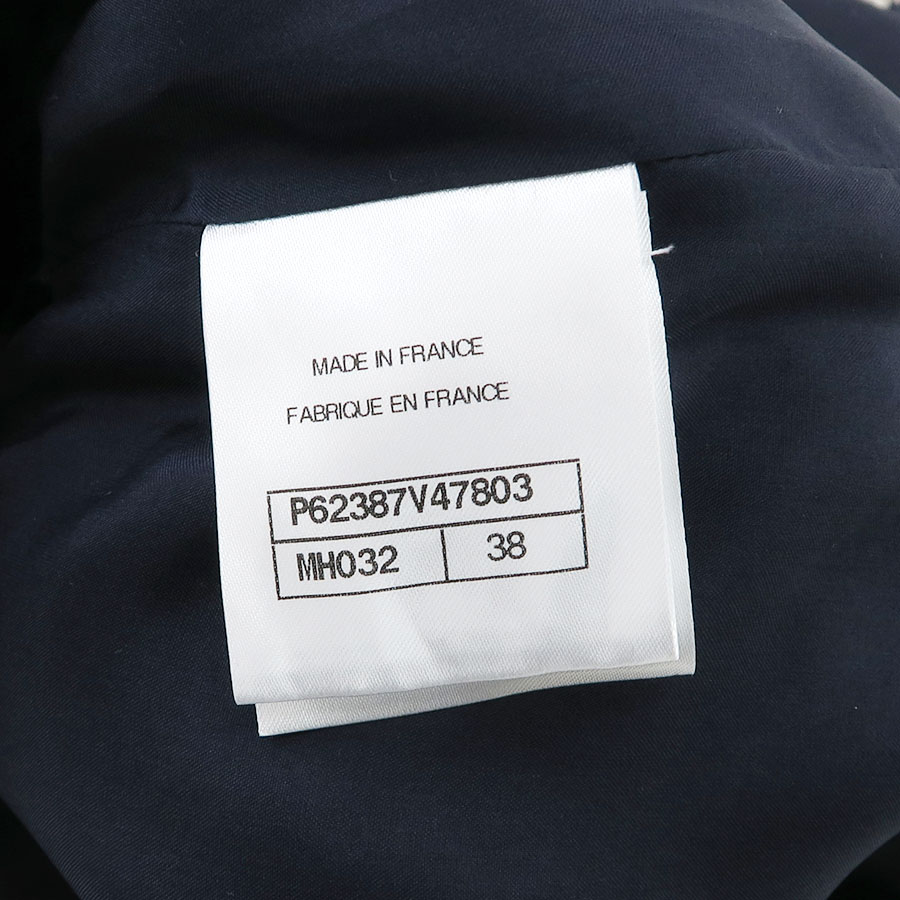 MADE IN FRANCE
FABRIQUE EN FRANCE
P62387V47803
MH032 38